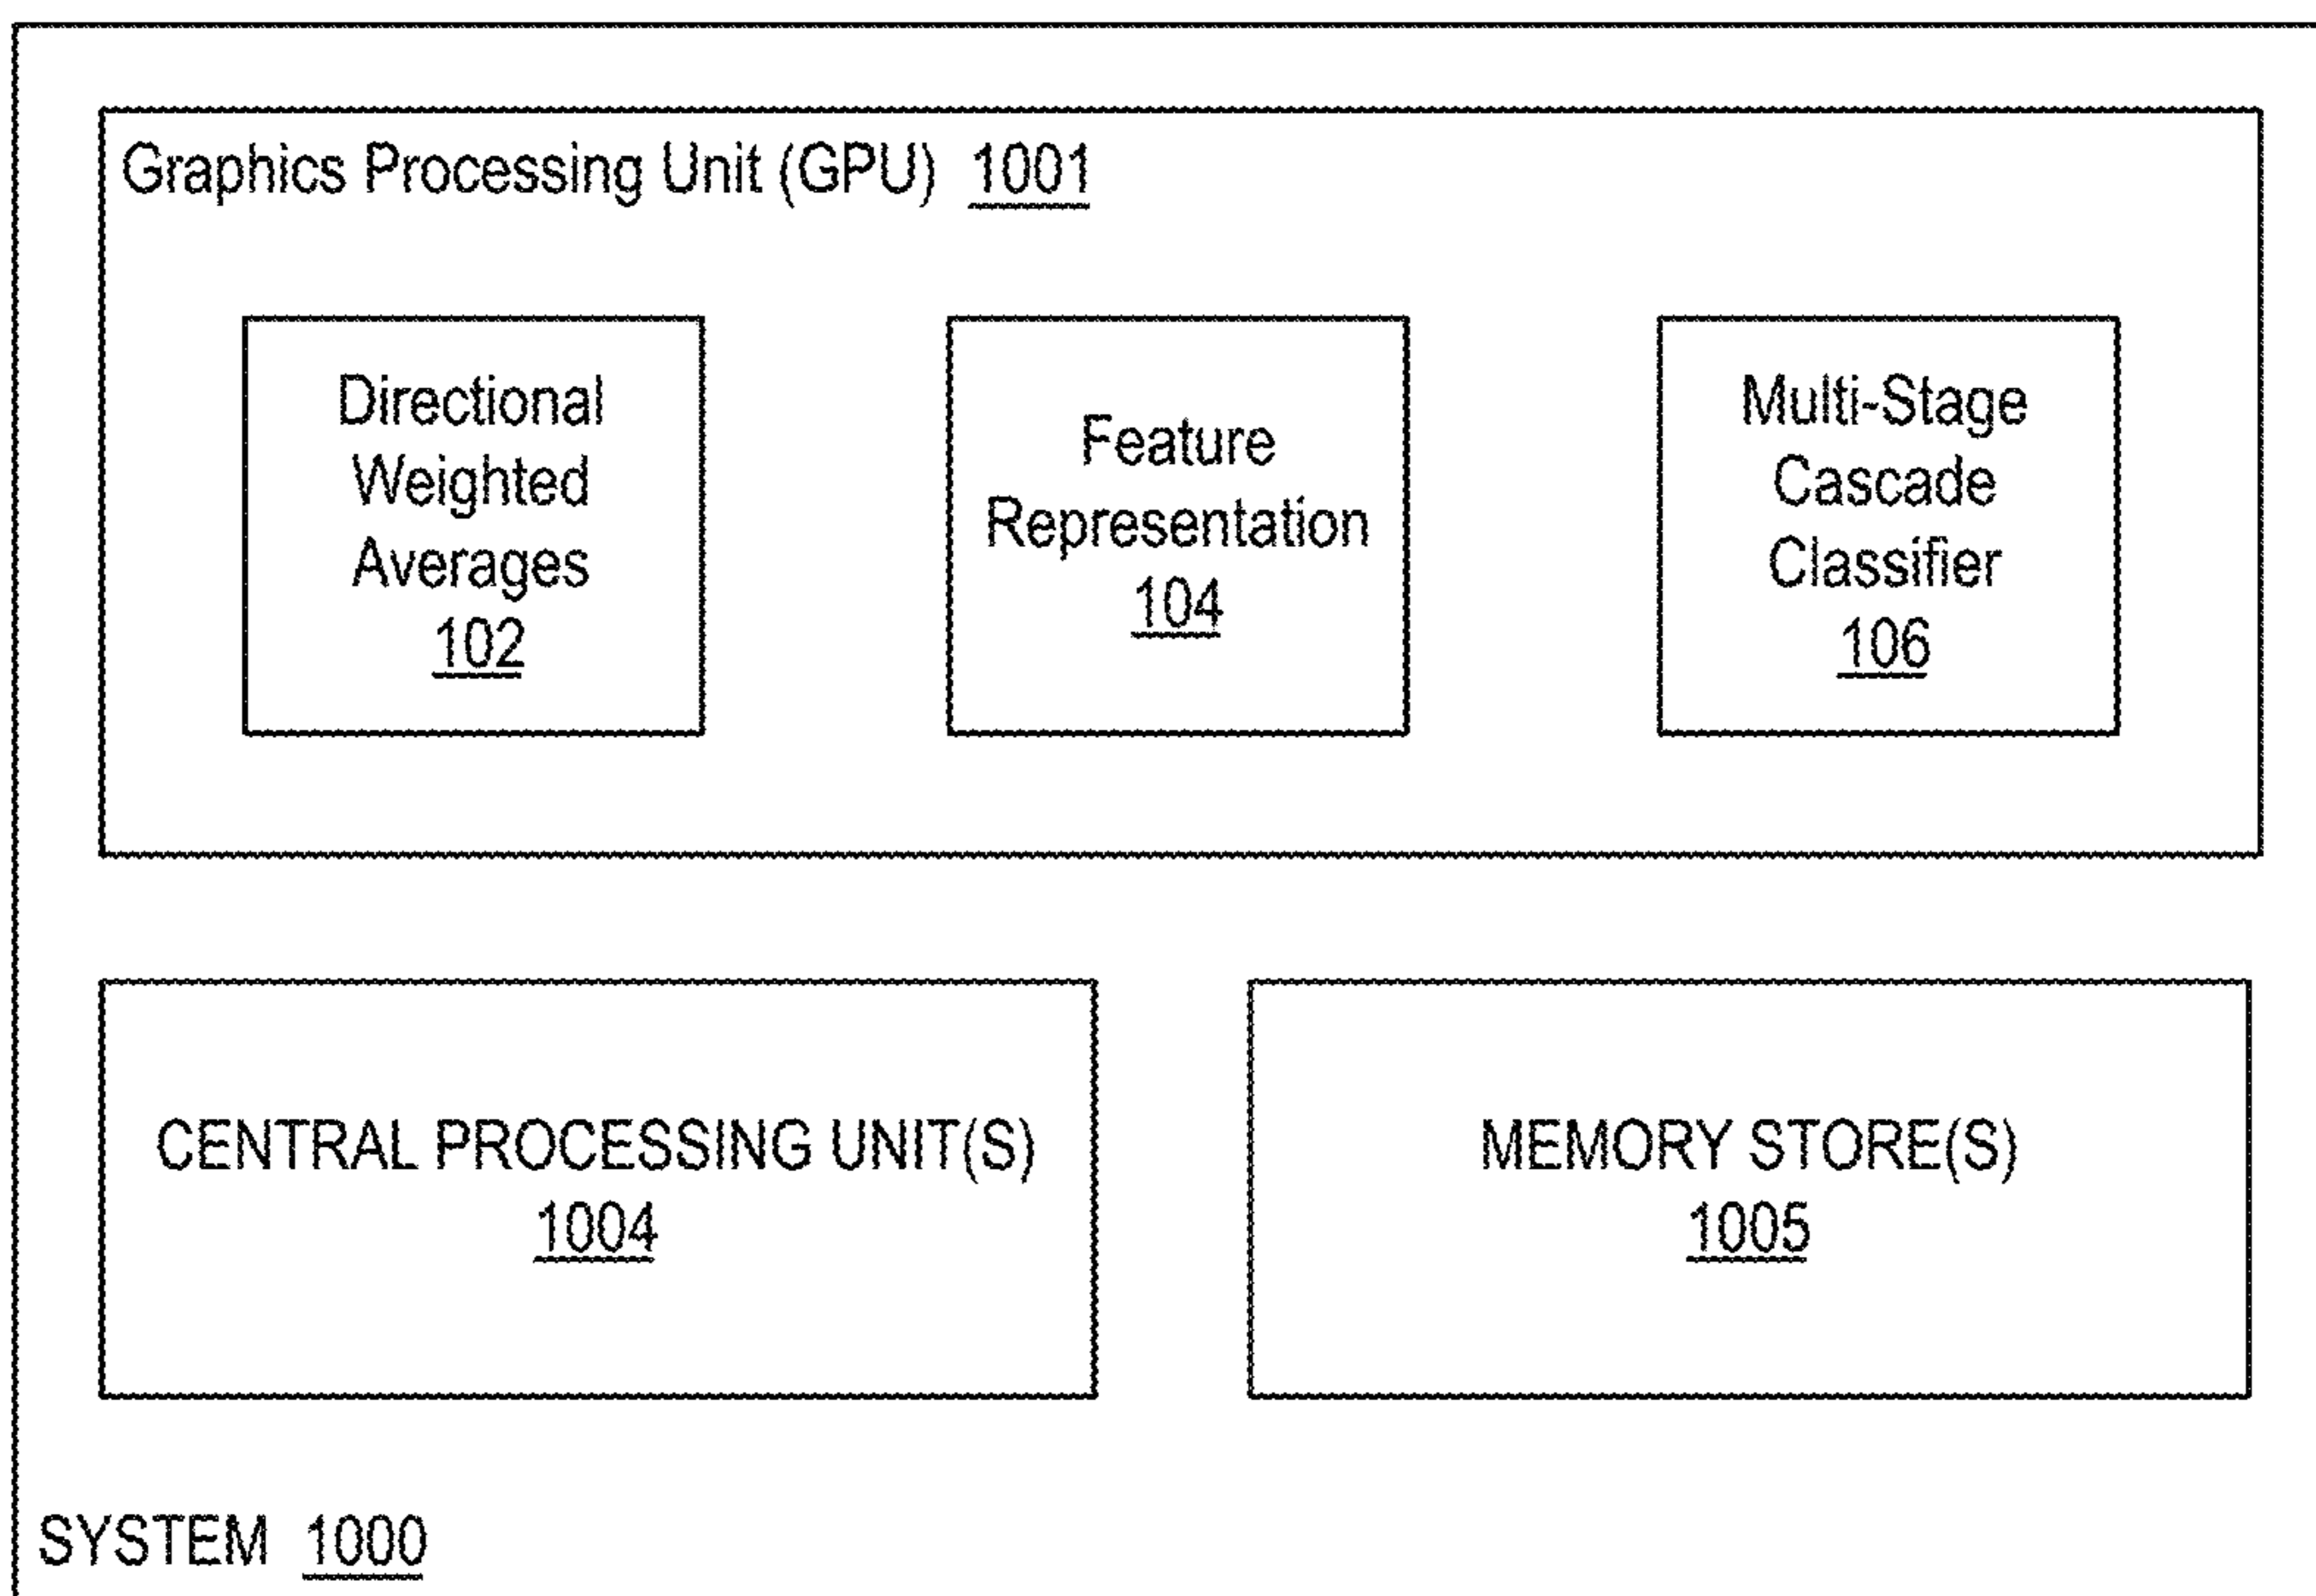 Graphics Processing Unit (GPU) 1001
Directional
Weighted
Averages
102
Feature
Representation
104
Multi-Stage
Cascade
Classifier
106
CENTRAL PROCESSING UNIT(S)
1004
MEMORY STORE(S)
1005
SYSTEM 1000